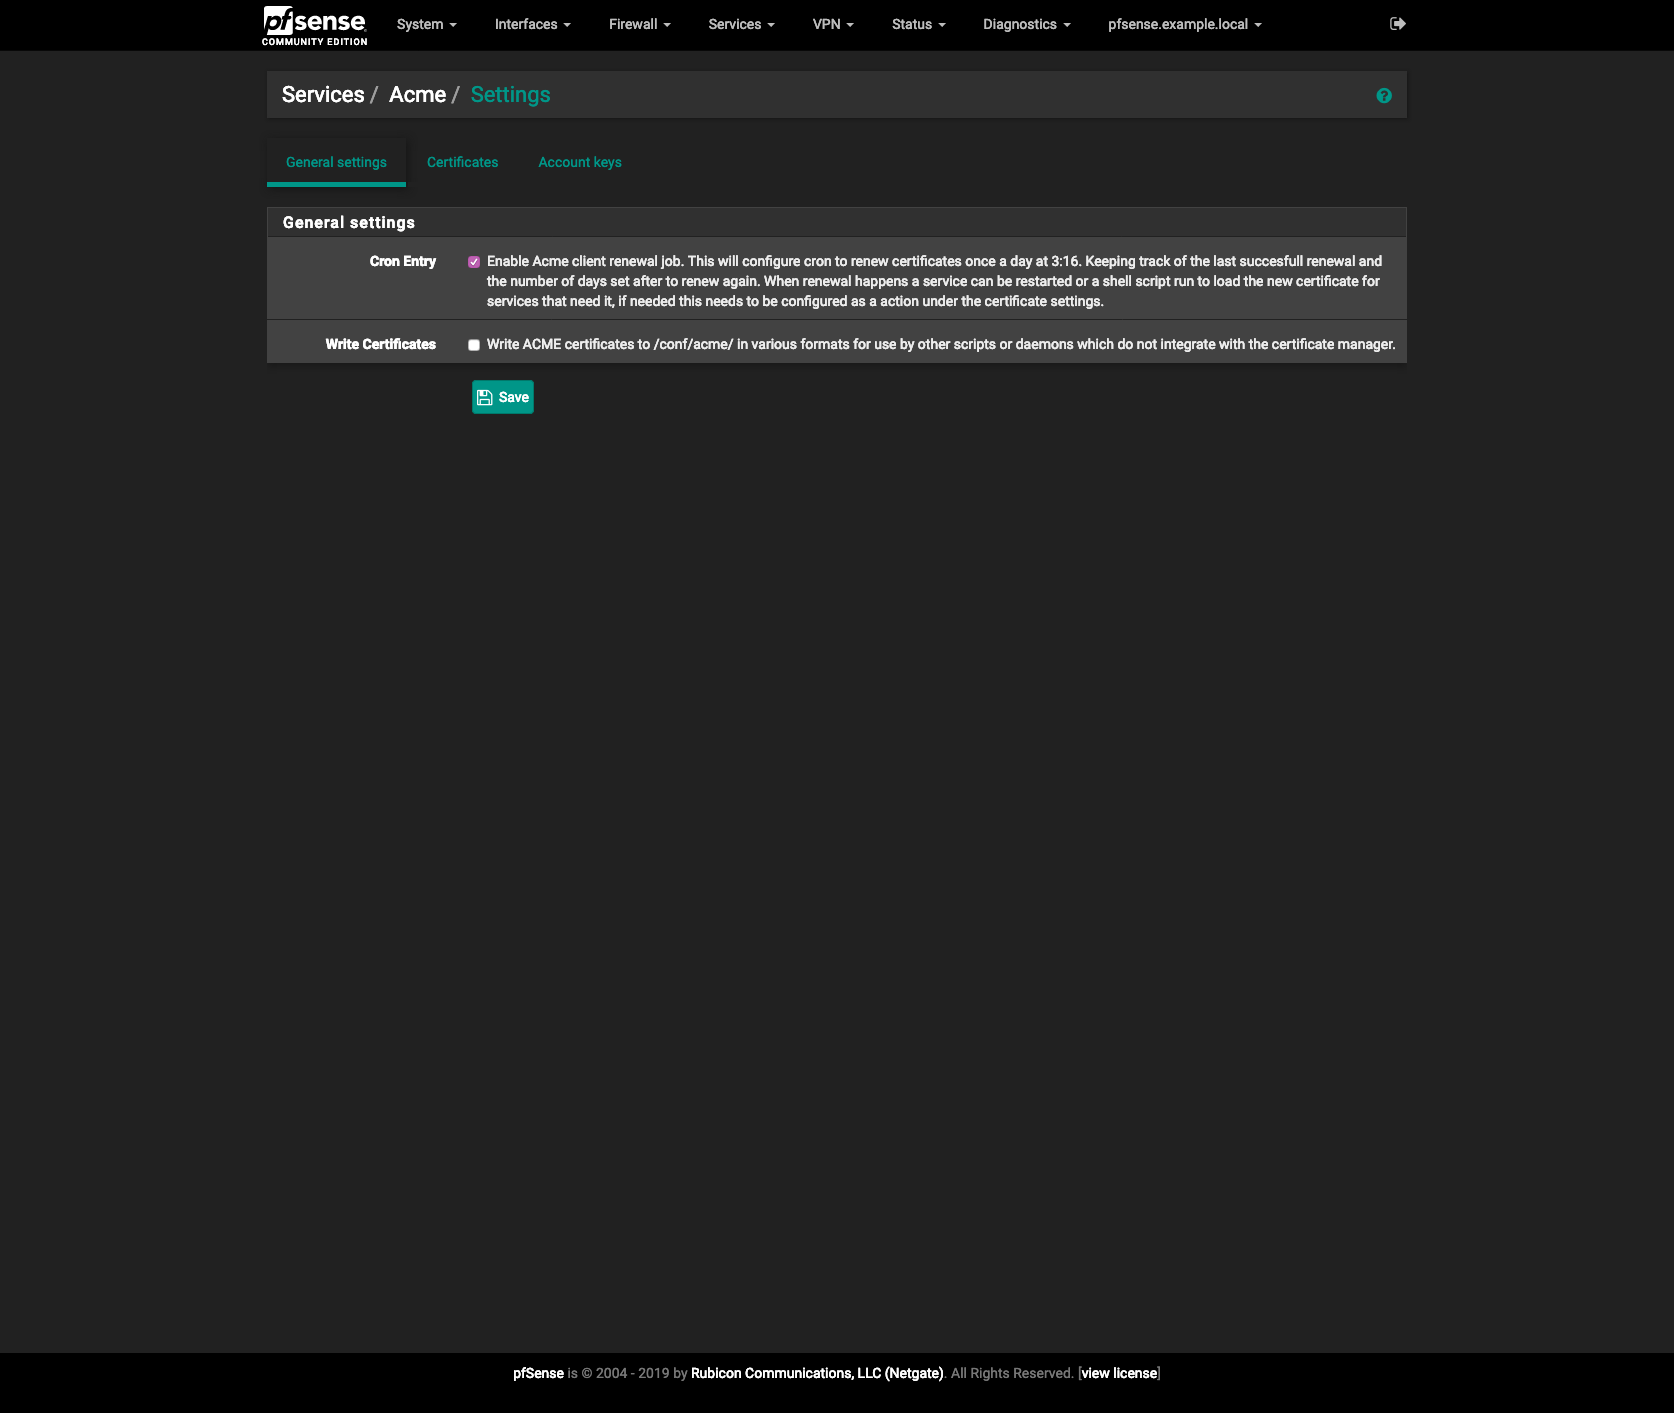 pfsense
COMMUNITY EDITION
System
Interfaces
Firewall
Services
VPN
Status
Diagnostics
pfsense.example.local
Services / Acme / Settings
General settings
Certificates
Account keys
General settings
Cron Entry
Enable Acme client renewal job. This will configure cron to renew certificates once a day at 3:16. Keeping track of the last succesfull renewal and
the number of days set after to renew again. When renewal happens a service can be restarted or a shell script run to load the new certificate for
services that need it, if needed this needs to be configured as a action under the certificate settings.
Write Certificates
Write ACME certificates to /conf/acme/ in various formats for use by other scripts or daemons which do not integrate with the certificate manager.
Save
pfSense is © 2004 - 2019 by Rubicon Communications, LLC (Netgate). All Rights Reserved. [view license]